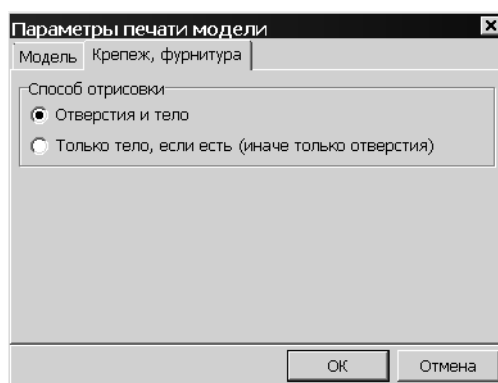 Параметры печати модели
Модель Крепеж, фурнитура
Способ отрисовки
Отверстия и тело
Только тело, если есть (иначе только отверстия)
ОК Отмена